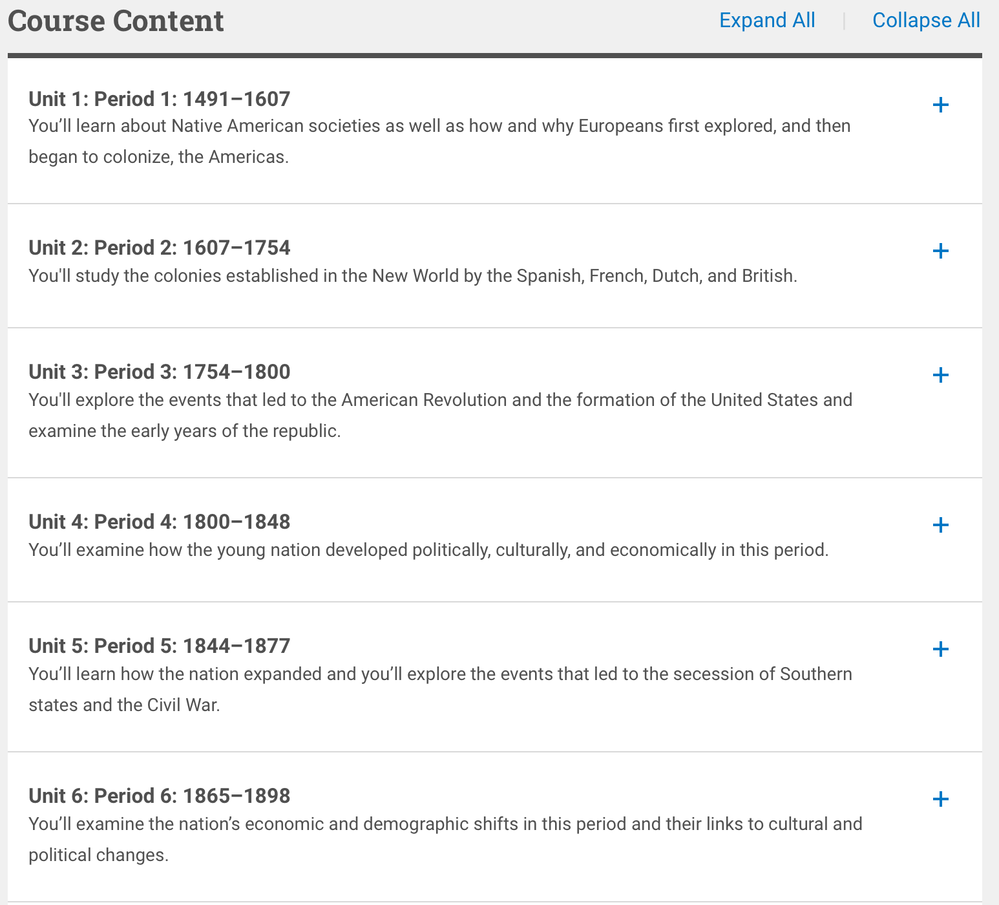 Course Content
Expand All | Collapse All
Unit 1: Period 1: 1491–1607
You’ll learn about Native American societies as well as how and why Europeans first explored, and then
began to colonize, the Americas.
Unit 2: Period 2: 1607–1754
You'll study the colonies established in the New World by the Spanish, French, Dutch, and British.
Unit 3: Period 3: 1754–1800
You'll explore the events that led to the American Revolution and the formation of the United States and
examine the early years of the republic.
Unit 4: Period 4: 1800–1848
You’ll examine how the young nation developed politically, culturally, and economically in this period.
Unit 5: Period 5: 1844–1877
You’ll learn how the nation expanded and you’ll explore the events that led to the secession of Southern
states and the Civil War.
Unit 6: Period 6: 1865–1898
You’ll examine the nation’s economic and demographic shifts in this period and their links to cultural and
political changes.